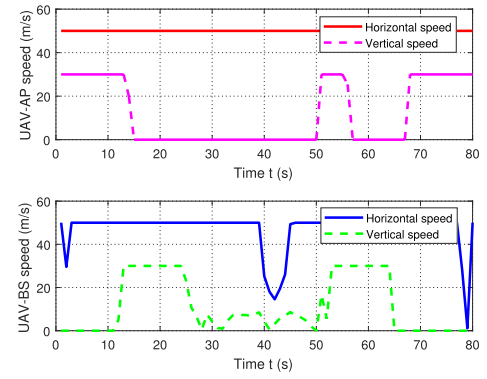 60
40
20
0
UAV-AP speed (m/s)
Horizontal speed
Vertical speed
0 10 20 30 40 50 60 70 80
Time t (s)
60
40
20
0
UAV-BS speed (m/s)
Horizontal speed
Vertical speed
0 10 20 30 40 50 60 70 80
Time t (s)